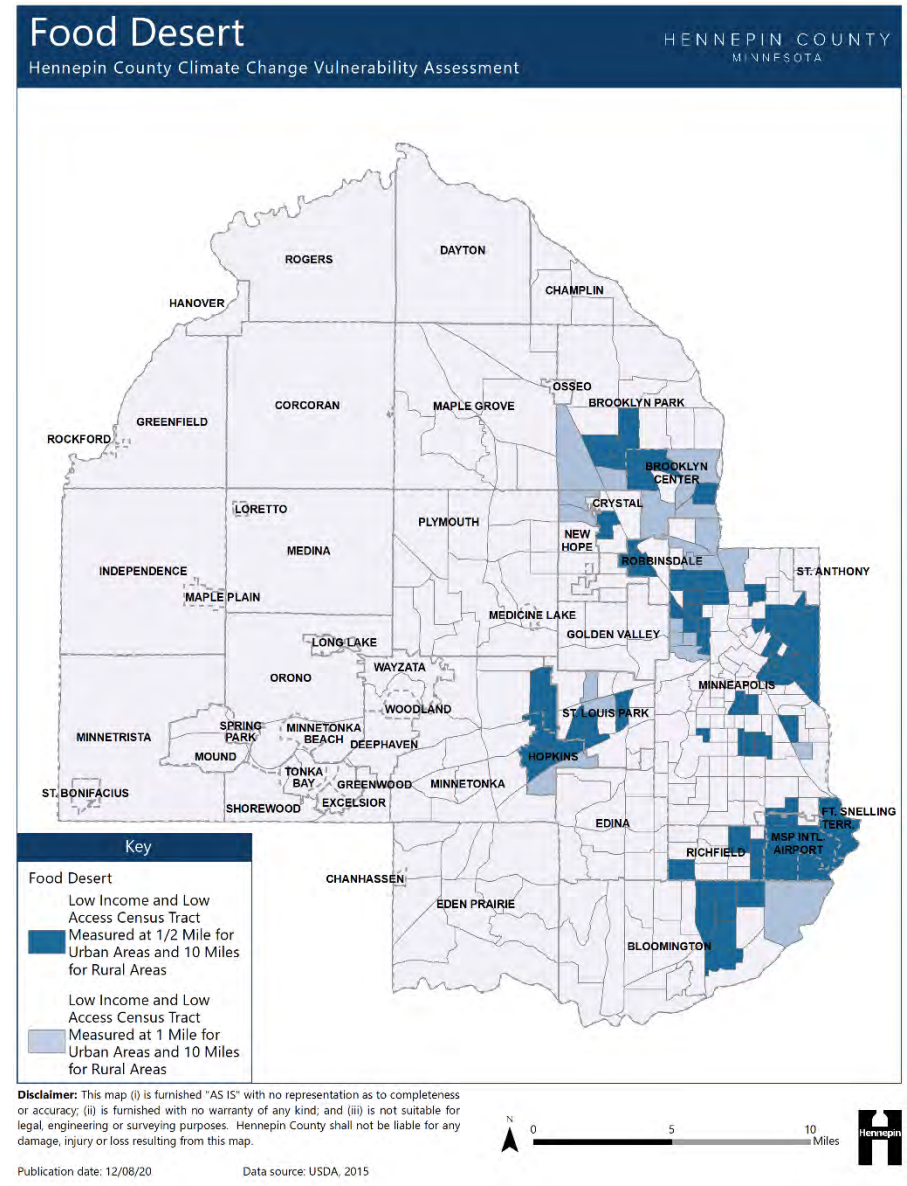 Food Desert
HENNEPIN COUNTY
MINNESOTA
Hennepin County Climate Change Vulnerability Assessment
DAYTON
ROGERS
CHAMPLIN
HANOVER
OSSEO
BROOKLYN PARK
CORCORAN
MAPLE GROVE
GREENFIELD
ROCKFORD
BROOKLYN
CENTER
CRYSTAL
LORETTO
PLYMOUTH
NEW
HOPE
MEDINA
ROBBINSDALE
INDEPENDENCE
ST. ANTHONY
MAPLE PLAIN
MEDICINE LAKE
GOLDEN VALLEY
LONG LAKE
WAYZATA
ORONO
MINNEAPOLIS
WOODLAND
ST. LOUIS PARK
SPRING
PARK
MINNETONKA
BEACH
MINNETRISTA
DEEPHAVEN
MOUND
HOPKINS
TONKA
BAY
GREENWOOD
MINNETONKA
ST. BONIFACIUS
EXCELSIOR
SHOREWOOD
FT. SNELLING
TERR.
EDINA
MSP INTL.
AIRPORT
RICHFIELD
CHANHASSEN
EDEN PRAIRIE
BLOOMINGTON
Key
Food Desert
Low Income and Low
Access Census Tract
Measured at 1/2 Mile for
Urban Areas and 10 Miles
for Rural Areas
Low Income and Low
Access Census Tract
Measured at 1 Mile for
Urban Areas and 10 Miles
for Rural Areas
Disclaimer: This map (i) is furnished "AS IS" with no representation as to completeness
or accuracy; (ii) is furnished with no warranty of any kind; and (iii) is not suitable for
legal, engineering or surveying purposes. Hennepin County shall not be liable for any
damage, injury or loss resulting from this map.
Publication date: 12/08/20
Data source: USDA, 2015
N
0 5 10
Miles
Hennepin